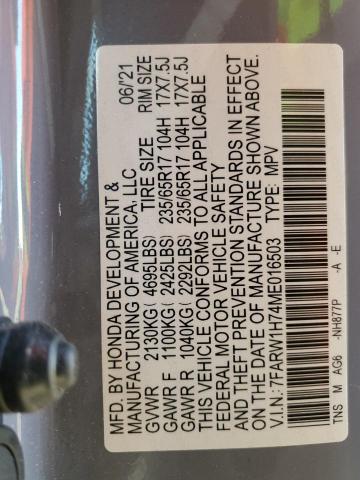 MFD. BY HONDA DEVELOPMENT & 06/'21
MANUFACTURING OF AMERICA, LLC
TIRE SIZE RIM SIZE
GVWR 2130KG ( 4695LBS)
GAWR F 1100KG ( 2425LBS) 235/65R17 104H 17X7.5J
GAWR R 1040KG ( 2292LBS) 235/65R17 104H 17X7.5J
THIS VEHICLE CONFORMS TO ALL APPLICABLE
FEDERAL MOTOR VEHICLE SAFETY
AND THEFT PREVENTION STANDARDS IN EFFECT
ON THE DATE OF MANUFACTURE SHOWN ABOVE.
V.I.N.: 7FARW1H74ME016503 TYPE: MPV
TNS M AG6 -NH877P -A -E